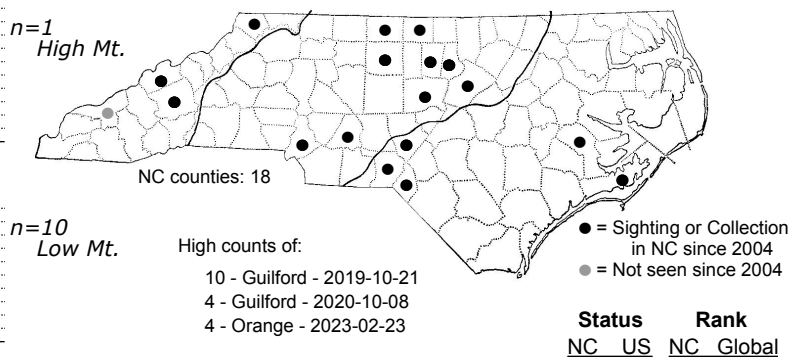 n=1
High Mt.
NC counties: 18
n=10
Low Mt.
High counts of:
10 - Guilford - 2019-10-21
4 - Guilford - 2020-10-08
4 - Orange - 2023-02-23
= Sighting or Collection
in NC since 2004
= Not seen since 2004
Status Rank
NC US NC Global